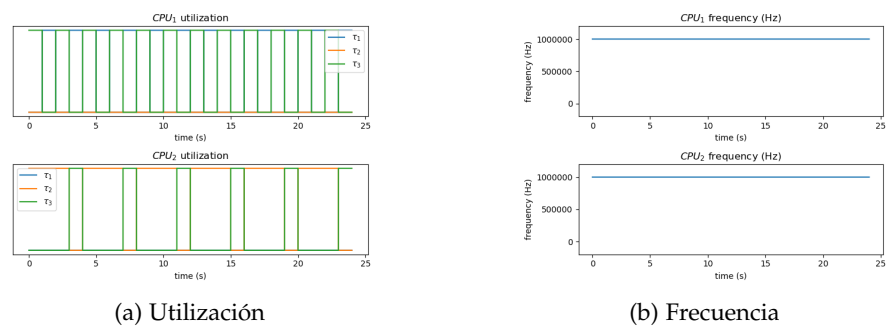 CPU₁ utilization
τ₁
τ₂
τ₃
0 5 10 15 20 25
time (s)
CPU₂ utilization
τ₁
τ₂
τ₃
0 5 10 15 20 25
time (s)
(a) Utilización
CPU₁ frequency (Hz)
frequency (Hz)
1000000
500000
0
0 5 10 15 20 25
time (s)
CPU₂ frequency (Hz)
frequency (Hz)
1000000
500000
0
0 5 10 15 20 25
time (s)
(b) Frecuencia